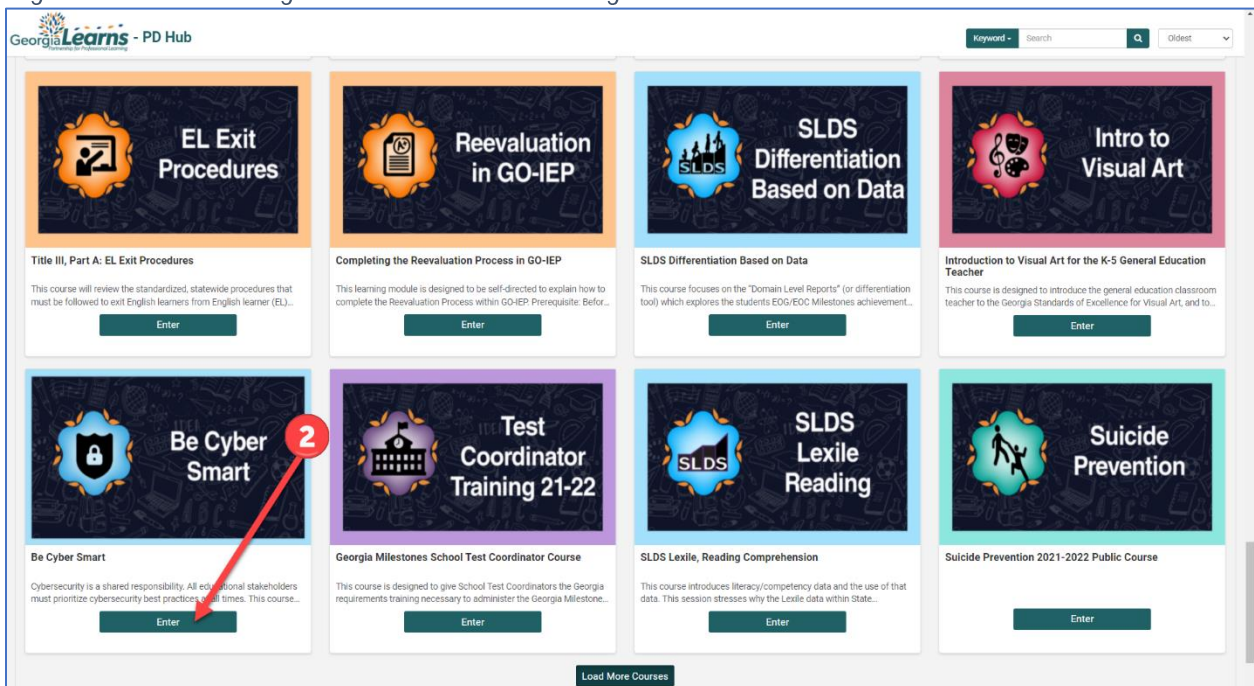 GeorgiaLearns - PD Hub
Partnership for Professional Learning
Keyword
Search
Oldest
EL Exit
Procedures
Reevaluation
in GO-IEP
SLDS
SLDS
Differentiation
Based on Data
Intro to
Visual Art
Title III, Part A: EL Exit Procedures
This course will review the standardized, statewide procedures that
must be followed to exit English learners from English learner (EL)...
Enter
Completing the Reevaluation Process in GO-IEP
This learning module is designed to be self-directed to explain how to
complete the Reevaluation Process within GO-IEP. Prerequisite: Befor...
Enter
SLDS Differentiation Based on Data
This course focuses on the "Domain Level Reports" (or differentiation
tool) which explores the students EOG/EOC Milestones achievement...
Enter
Introduction to Visual Art for the K-5 General Education
Teacher
This course is designed to introduce the general education classroom
teacher to the Georgia Standards of Excellence for Visual Art, and to...
Enter
Be Cyber
Smart
2
Test
Coordinator
Training 21-22
SLDS
SLDS
Lexile
Reading
Suicide
Prevention
Be Cyber Smart
Cybersecurity is a shared responsibility. All educational stakeholders
must prioritize cybersecurity best practices at all times. This course...
Enter
Georgia Milestones School Test Coordinator Course
This course is designed to give School Test Coordinators the Georgia
requirements training necessary to administer the Georgia Milestone...
Enter
SLDS Lexile, Reading Comprehension
This course introduces literacy/competency data and the use of that
data. This session stresses why the Lexile data within State...
Enter
Suicide Prevention 2021-2022 Public Course
Enter
Load More Courses